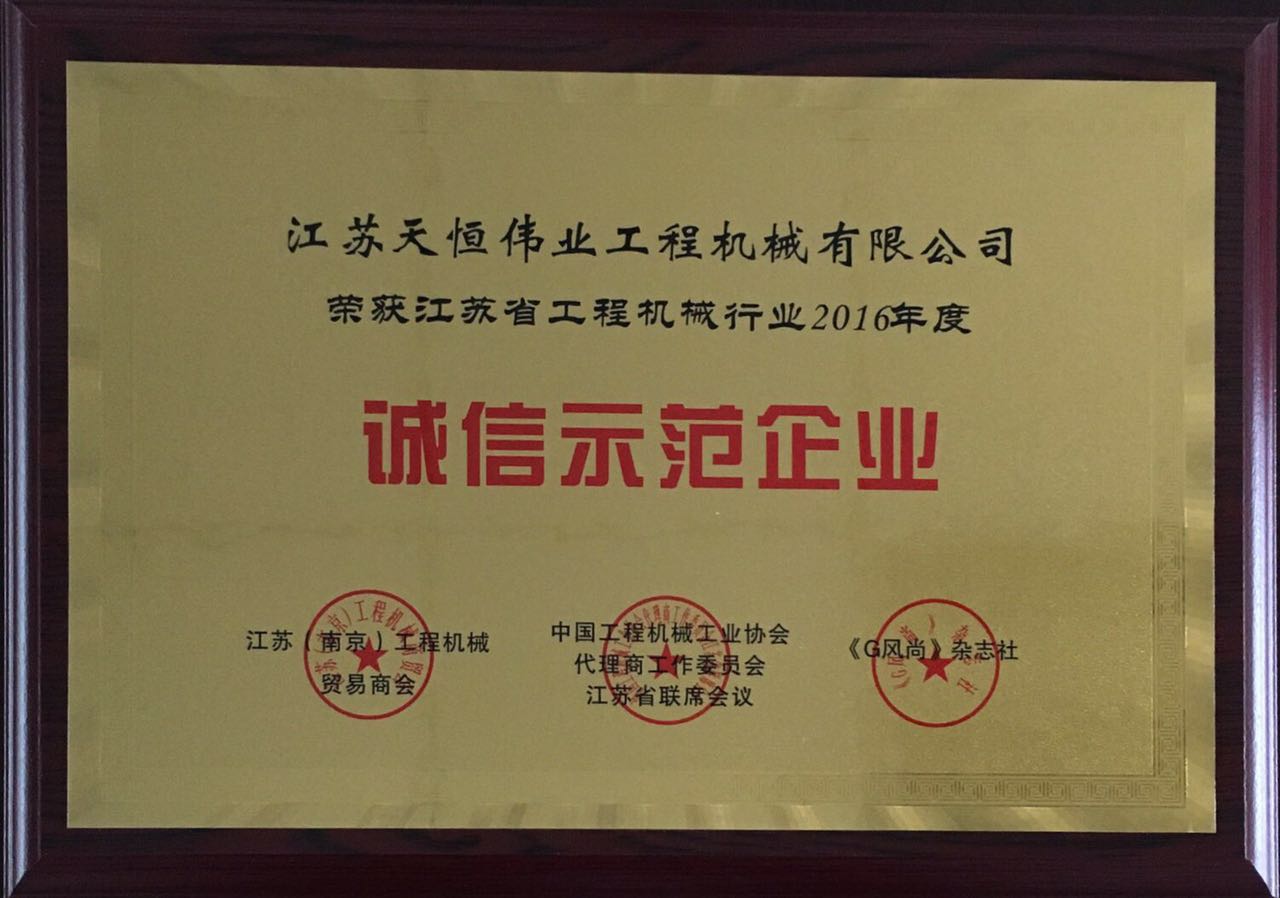 江苏天恒伟业工程机械有限公司
荣获江苏省工程机械行业2016年度
诚信示范企业
江苏（南京）工程机械
贸易商会
中国工程机械工业协会
代理商工作委员会
江苏省联席会议
《G风尚》杂志社